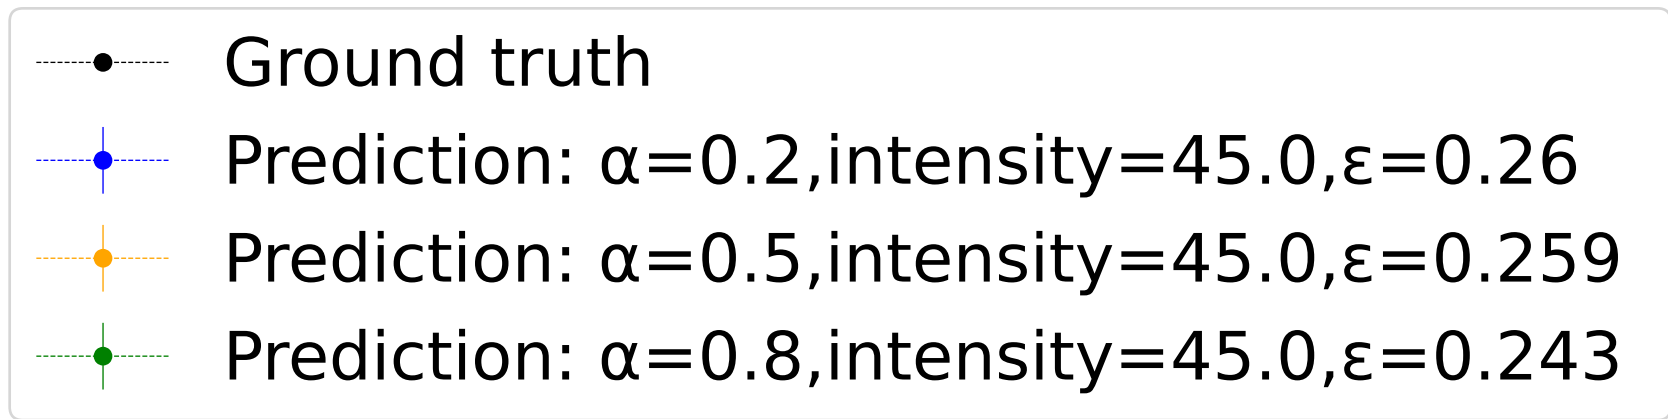 Ground truth
Prediction: α=0.2,intensity=45.0,ε=0.26
Prediction: α=0.5,intensity=45.0,ε=0.259
Prediction: α=0.8,intensity=45.0,ε=0.243